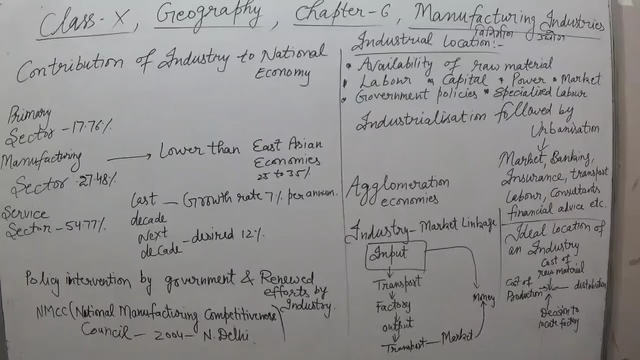 Class-X, Geography, Chapter-6, Manufacturing Industries
विनिर्माण उद्योग
Contribution of Industry to National
Economy
Primary
Sector - 17.76%
Manufacturing
Sector - 27.48%
Service
Sector - 54.77%
→ Lower than East Asian
Economies
25 to 35%
Last — Growth rate 7% per annum.
decade
Next — desired 12%
decade
Policy intervention by government & Renewed
efforts by
Industry.
NMCC (National Manufacturing Competitiveness
Council - 2004 - N. Delhi
Industrial Location:-
• Availability of raw material
• Labour • Capital • Power • Market
• Government policies • Specialised Labour
Industrialisation followed by
Urbanisation
↓
Market, Banking,
Insurance, transport
Labour, Consultants
financial advice etc.
Agglomeration
economies
Industry - Market Linkage
Input
Transport
Factory
output
Transport → Market
Money
Ideal location of
an Industry
Cost of
raw material
Cost of
Production
distribution
Decision to
made factory